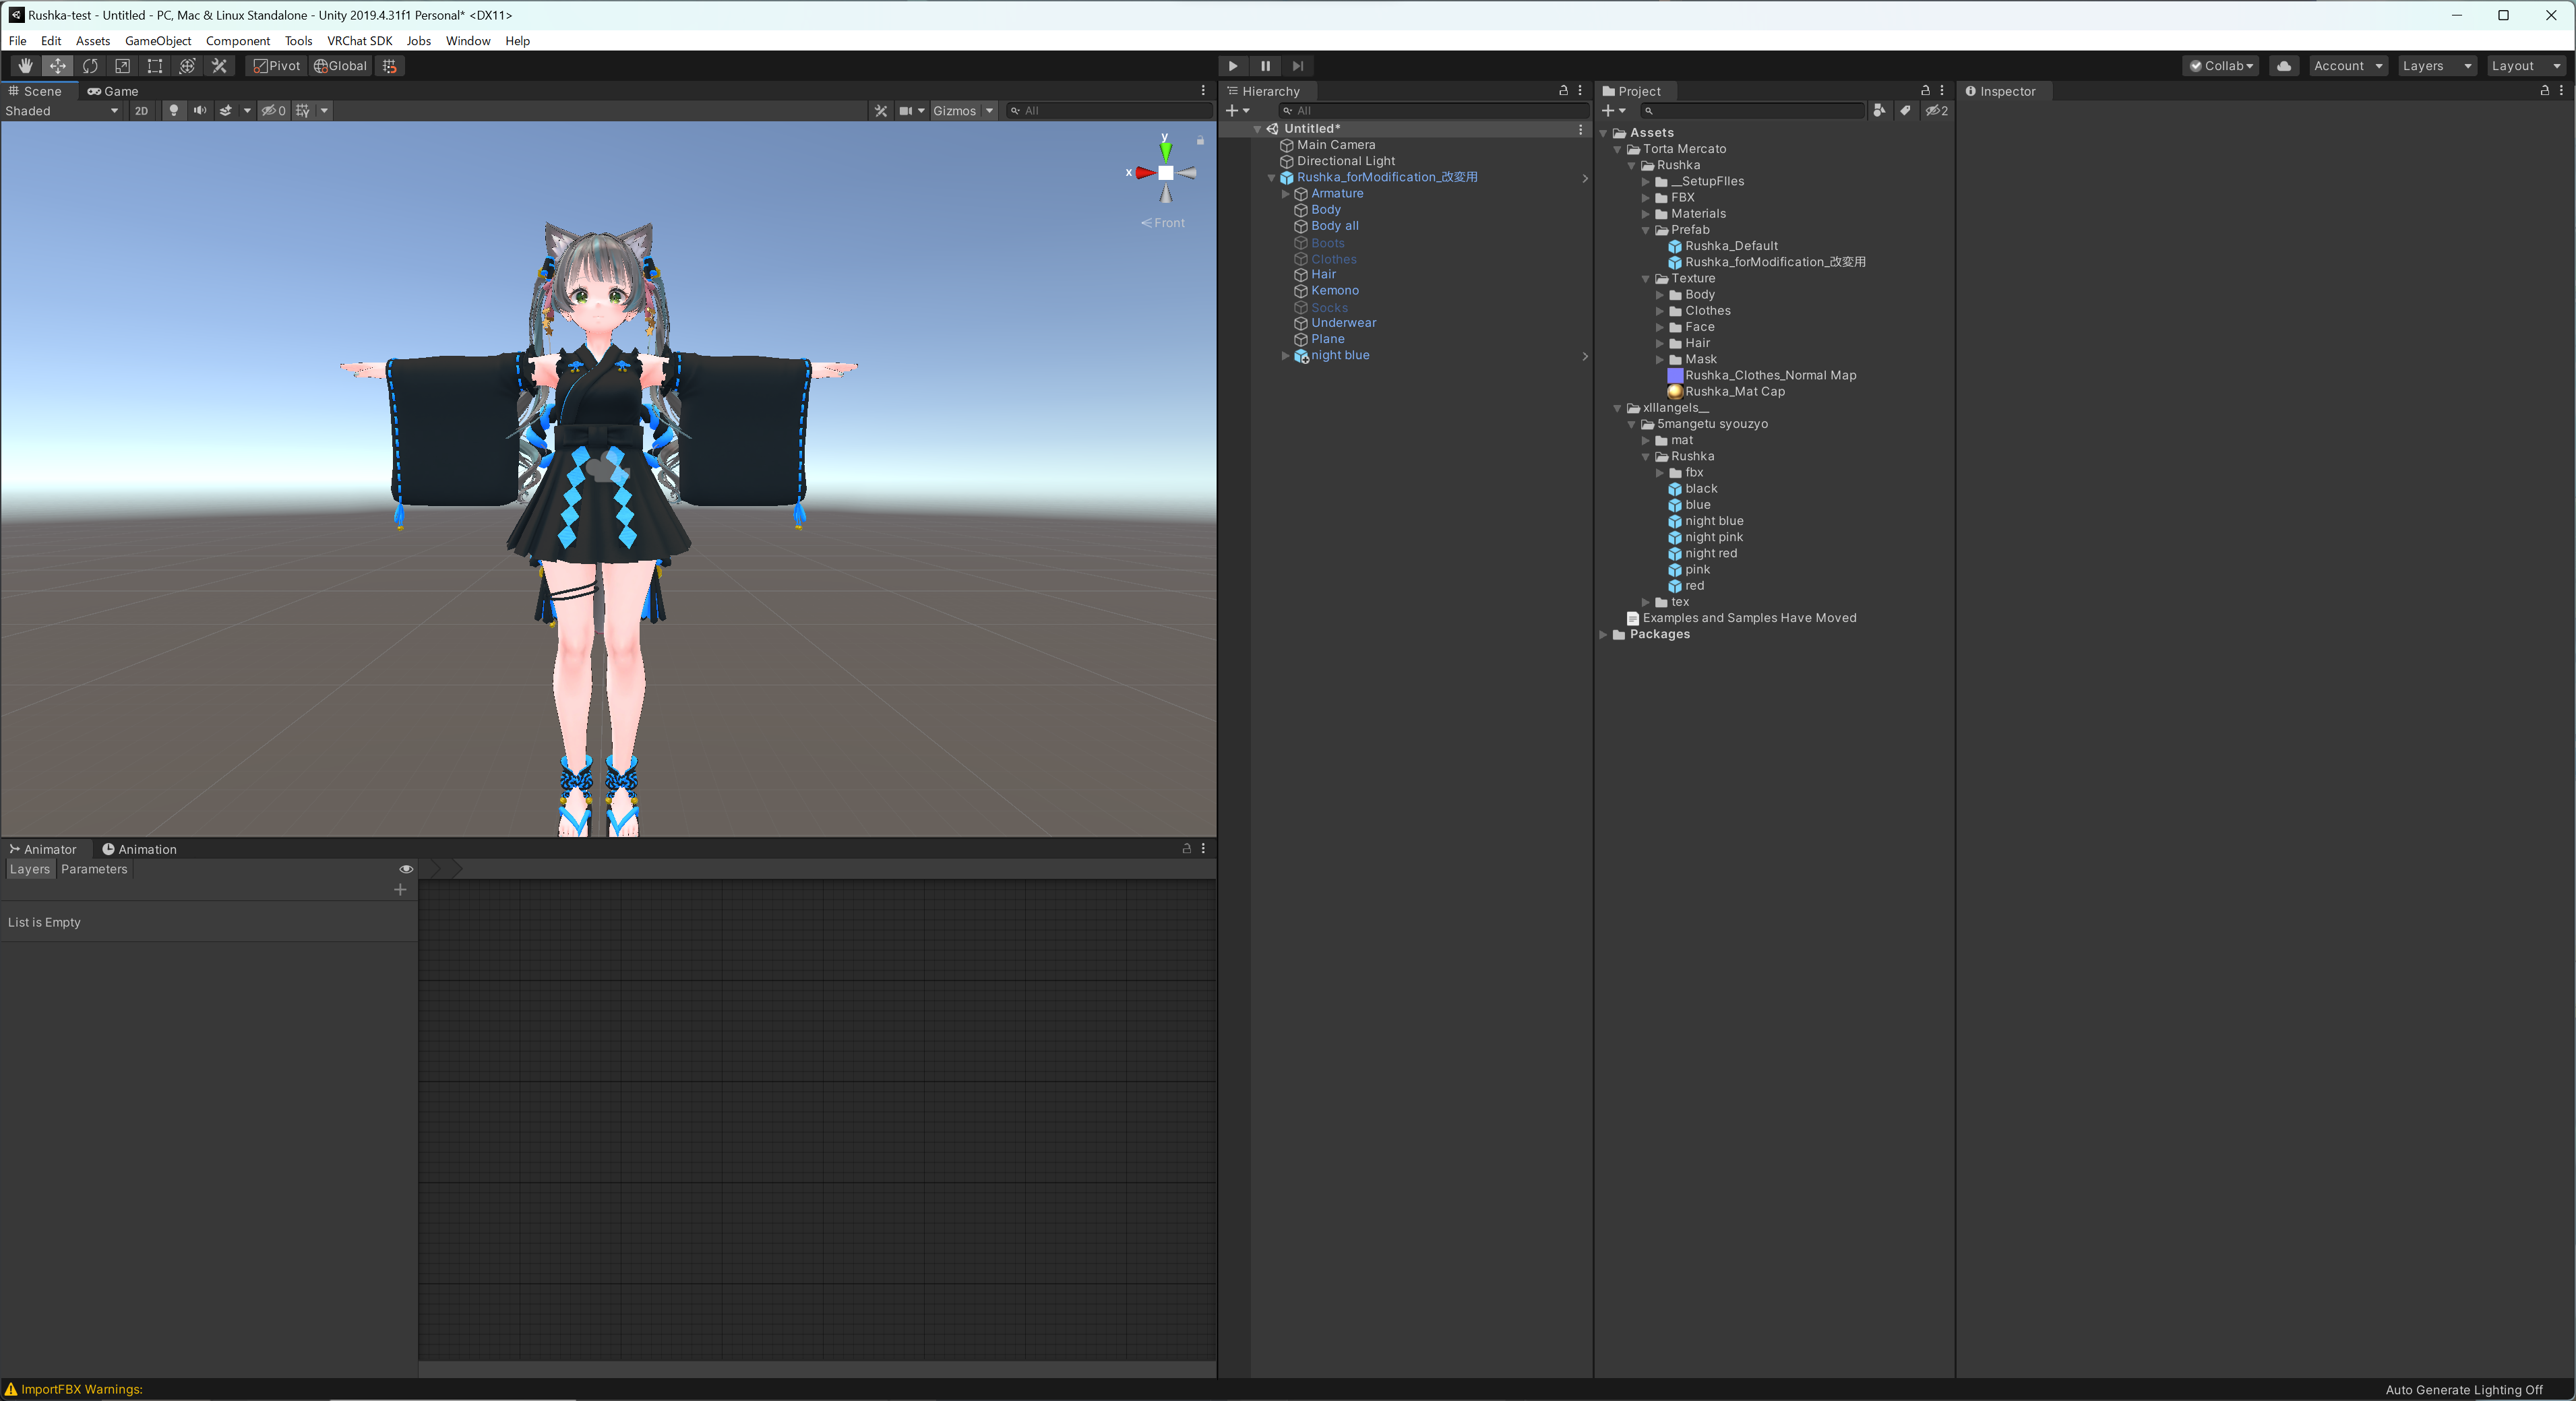 Rushka-test - Untitled - PC, Mac & Linux Standalone - Unity 2019.4.31f1 Personal* <DX11>
File Edit Assets GameObject Component Tools VRChat SDK Jobs Window Help
Pivot Global Collab Account Layers Layout
Scene Game
Shaded 2D 0 Gizmos All
y
x
Front
Hierarchy
All
Untitled*
Main Camera
Directional Light
Rushka_forModification_改変用
Armature
Body
Body all
Boots
Clothes
Hair
Kemono
Socks
Underwear
Plane
night blue
Project
2
Assets
Torta Mercato
Rushka
__SetupFIles
FBX
Materials
Prefab
Rushka_Default
Rushka_forModification_改変用
Texture
Body
Clothes
Face
Hair
Mask
Rushka_Clothes_Normal Map
Rushka_Mat Cap
xlllangels__
5mangetu syouzyo
mat
Rushka
fbx
black
blue
night blue
night pink
night red
pink
red
tex
Examples and Samples Have Moved
Packages
Inspector
Animator Animation
Layers Parameters
List is Empty
ImportFBX Warnings:
Auto Generate Lighting Off